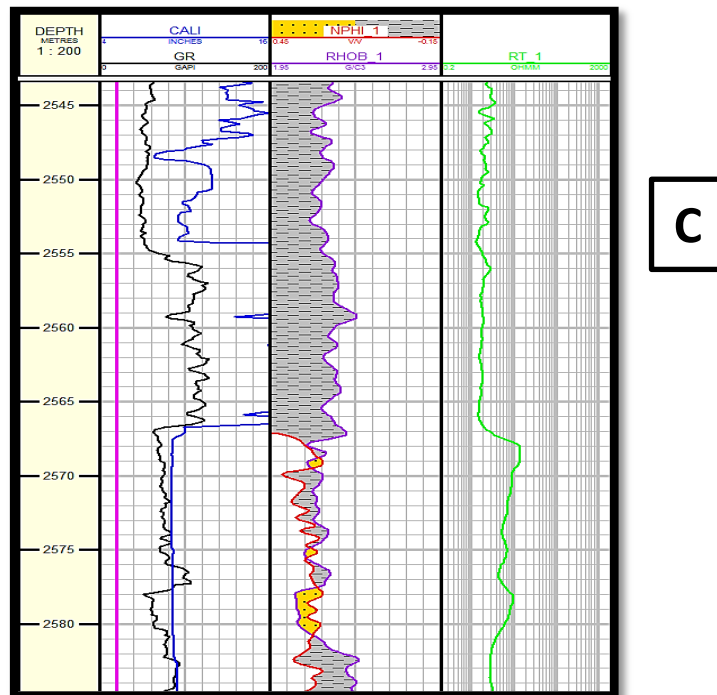 DEPTH
METRES
1 : 200
CALI
4 INCHES 16
GR
0 GAPI 200
NPHI_1
0.45 V/V -0.15
RHOB_1
1.95 G/C3 2.95
RT_1
0.2 OHMM 2000
2545
2550
2555
2560
2565
2570
2575
2580
C